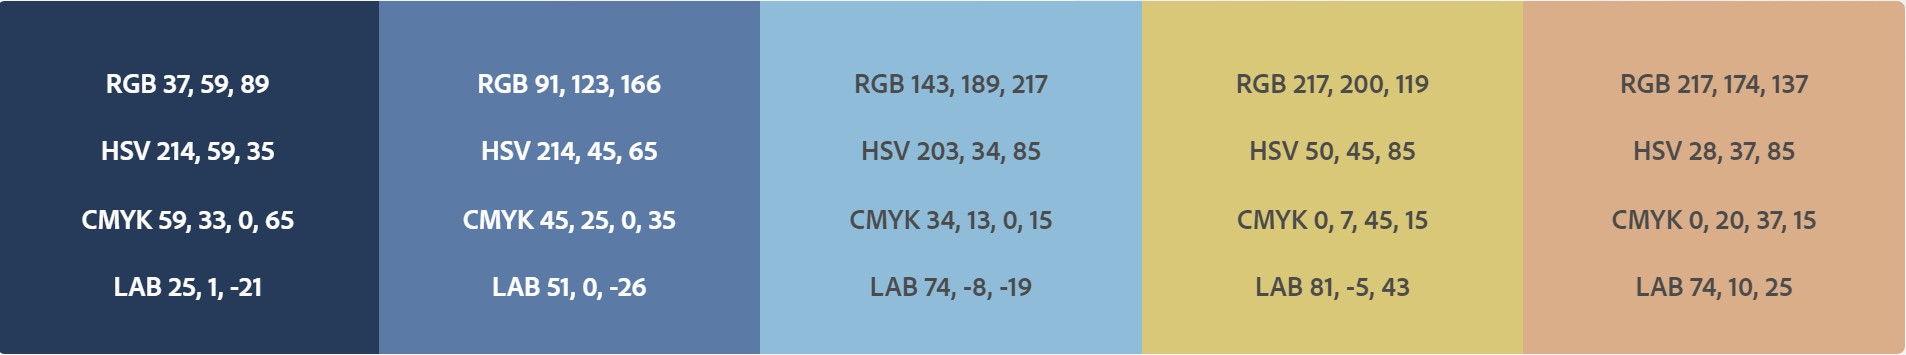 RGB 37, 59, 89
HSV 214, 59, 35
CMYK 59, 33, 0, 65
LAB 25, 1, -21
RGB 91, 123, 166
HSV 214, 45, 65
CMYK 45, 25, 0, 35
LAB 51, 0, -26
RGB 143, 189, 217
HSV 203, 34, 85
CMYK 34, 13, 0, 15
LAB 74, -8, -19
RGB 217, 200, 119
HSV 50, 45, 85
CMYK 0, 7, 45, 15
LAB 81, -5, 43
RGB 217, 174, 137
HSV 28, 37, 85
CMYK 0, 20, 37, 15
LAB 74, 10, 25